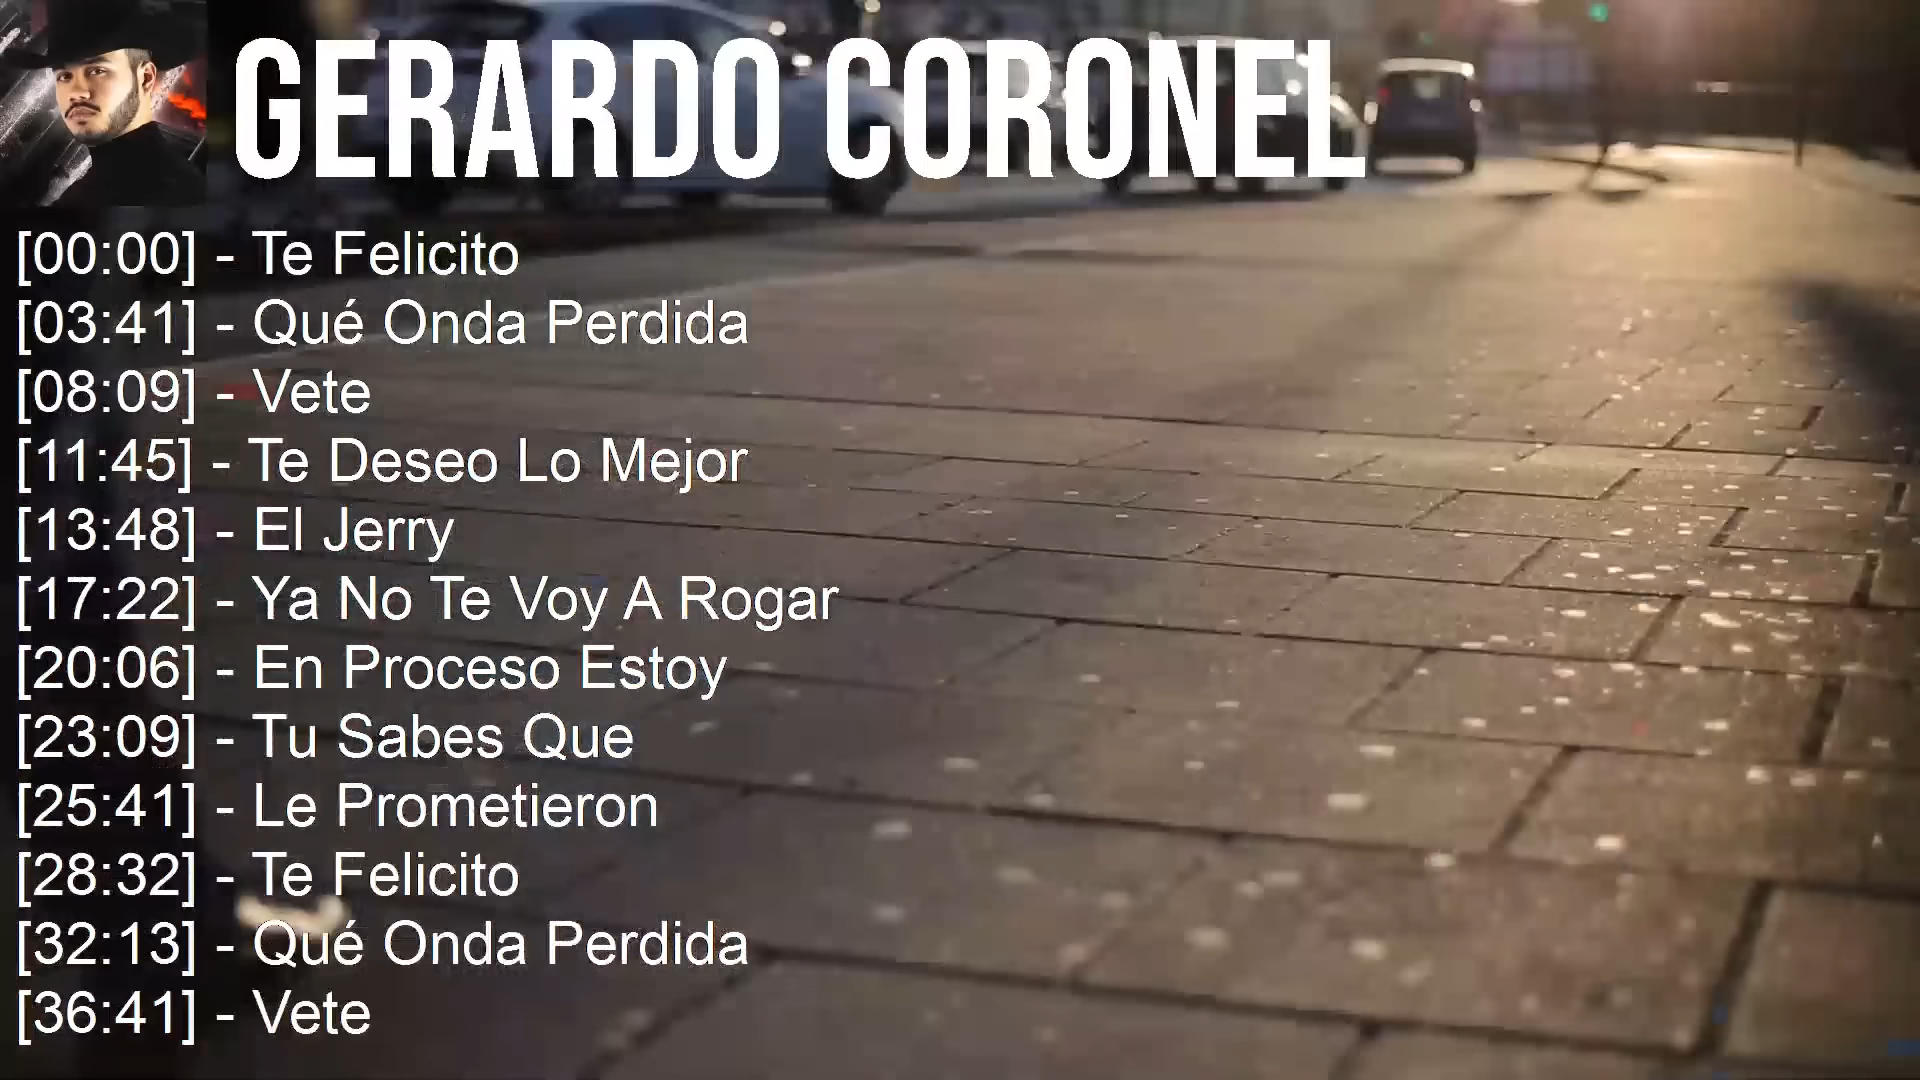 GERARDO CORONEL
[00:00] - Te Felicito
[03:41] - Qué Onda Perdida
[08:09] - Vete
[11:45] - Te Deseo Lo Mejor
[13:48] - El Jerry
[17:22] - Ya No Te Voy A Rogar
[20:06] - En Proceso Estoy
[23:09] - Tu Sabes Que
[25:41] - Le Prometieron
[28:32] - Te Felicito
[32:13] - Qué Onda Perdida
[36:41] - Vete